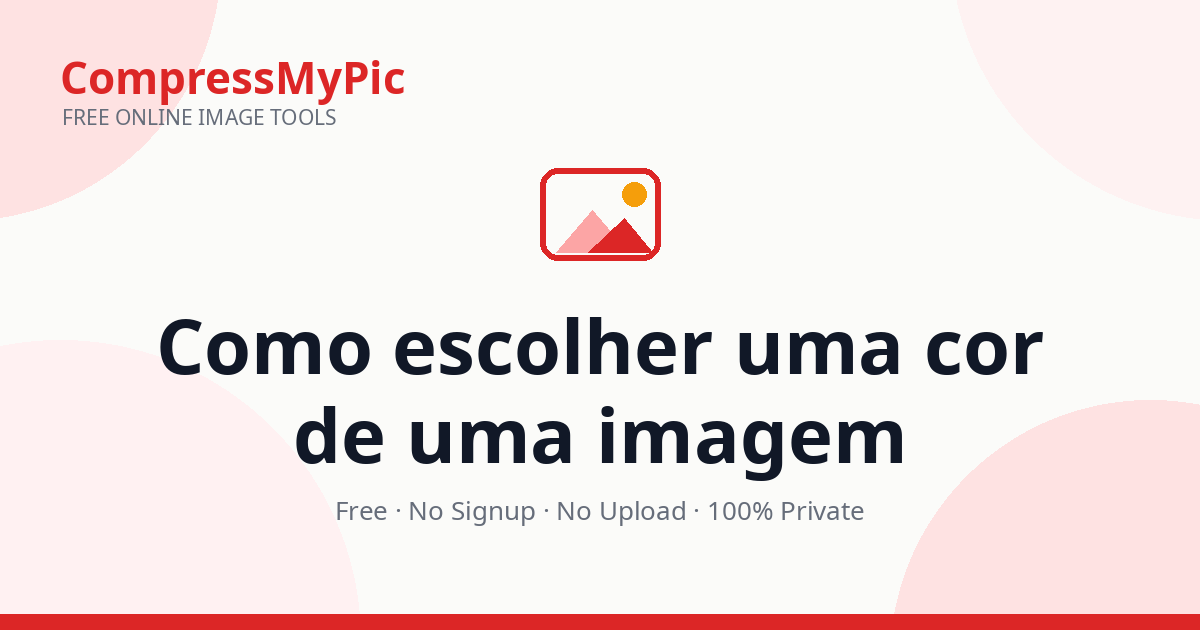 CompressMyPic
FREE ONLINE IMAGE TOOLS
Como escolher uma cor
de uma imagem
Free · No Signup · No Upload · 100% Private